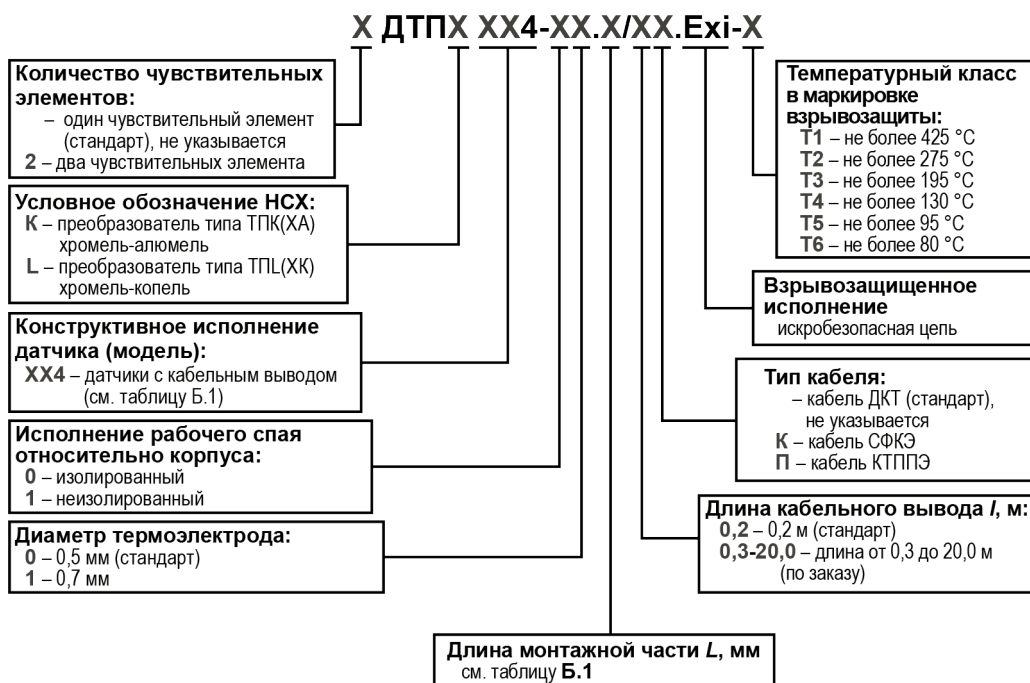 X ДТПX XX4-XX.X/XX.Exi-X
Количество чувствительных
элементов:
– один чувствительный элемент
(стандарт), не указывается
2 – два чувствительных элемента
Условное обозначение НСХ:
К – преобразователь типа ТПК(ХА)
хромель-алюмель
L – преобразователь типа ТПL(ХК)
хромель-копель
Конструктивное исполнение
датчика (модель):
XX4 – датчики с кабельным выводом
(см. таблицу Б.1)
Исполнение рабочего спая
относительно корпуса:
0 – изолированный
1 – неизолированный
Диаметр термоэлектрода:
0 – 0,5 мм (стандарт)
1 – 0,7 мм
Длина монтажной части L, мм
см. таблицу Б.1
Температурный класс
в маркировке
взрывозащиты:
Т1 – не более 425 °С
Т2 – не более 275 °С
Т3 – не более 195 °С
Т4 – не более 130 °С
Т5 – не более 95 °С
Т6 – не более 80 °С
Взрывозащищенное
исполнение
искробезопасная цепь
Тип кабеля:
– кабель ДКТ (стандарт),
не указывается
К – кабель СФКЭ
П – кабель КТППЭ
Длина кабельного вывода l, м:
0,2 – 0,2 м (стандарт)
0,3-20,0 – длина от 0,3 до 20,0 м
(по заказу)